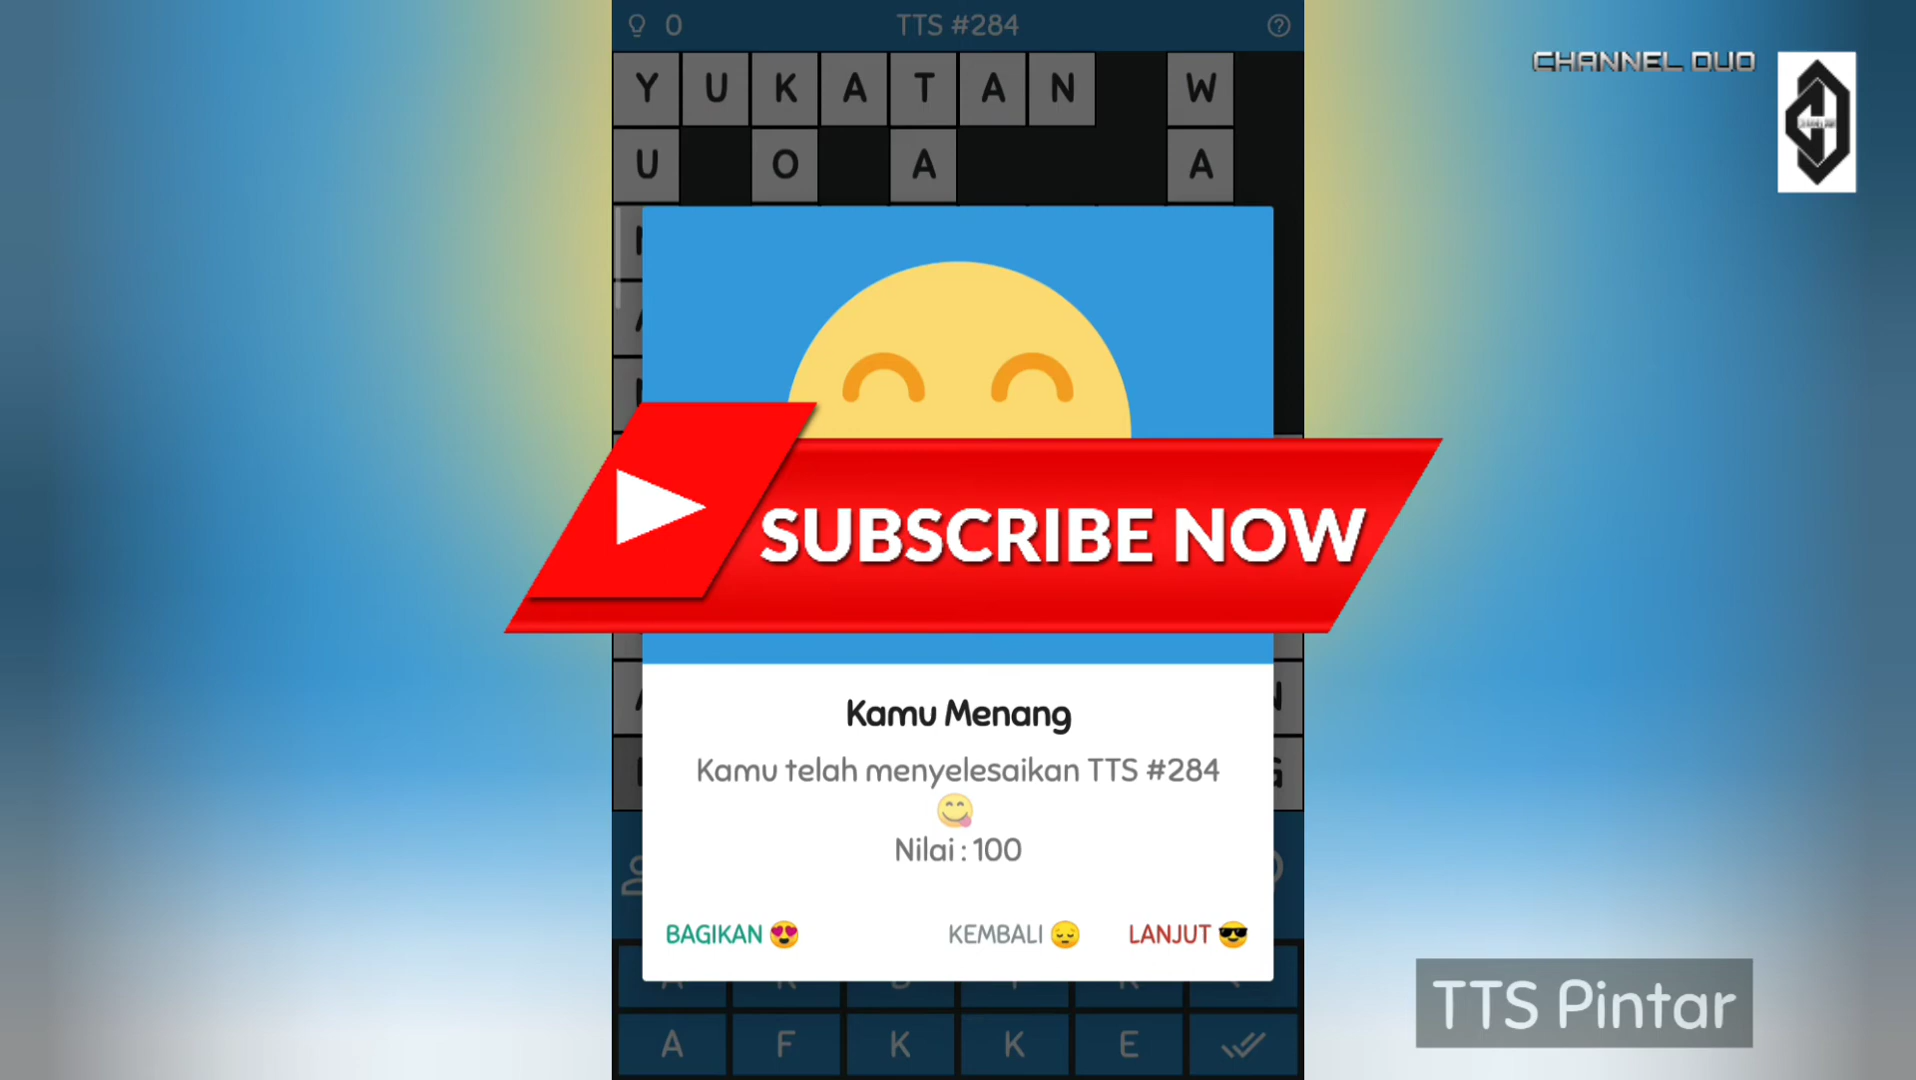 0 TTS #284
CHANNEL DUO
Y U K A T A N W
U O A A
SUBSCRIBE NOW
Kamu Menang
Kamu telah menyelesaikan TTS #284
😋
Nilai : 100
BAGIKAN 😍 KEMBALI 😔 LANJUT 😎
A F K K E
TTS Pintar